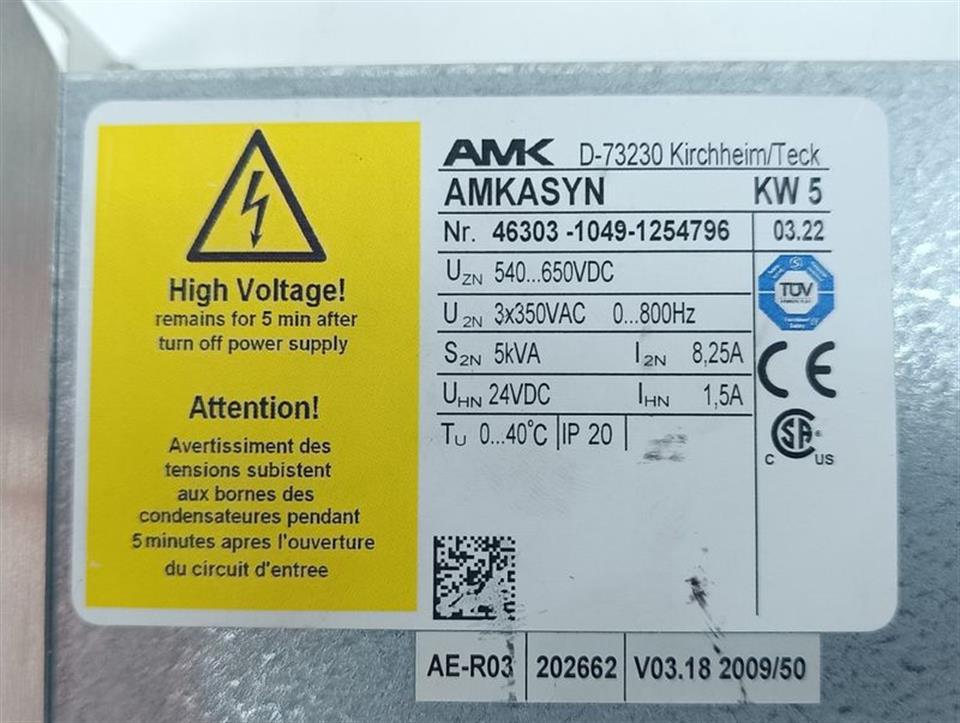 High Voltage!
remains for 5 min after
turn off power supply
Attention!
Avertissiment des
tensions subistent
aux bornes des
condensateures pendant
5 minutes apres l'ouverture
du circuit d'entree
AMK D-73230 Kirchheim/Teck
AMKASYN KW 5
Nr. 46303 -1049-1254796 03.22
UZN 540...650VDC
U2N 3x350VAC 0...800Hz
S2N 5kVA I2N 8,25A
UHN 24VDC IHN 1,5A
TU 0...40°C IP 20
TÜV
CE
CSA
C US
AE-R03 202662 V03.18 2009/50